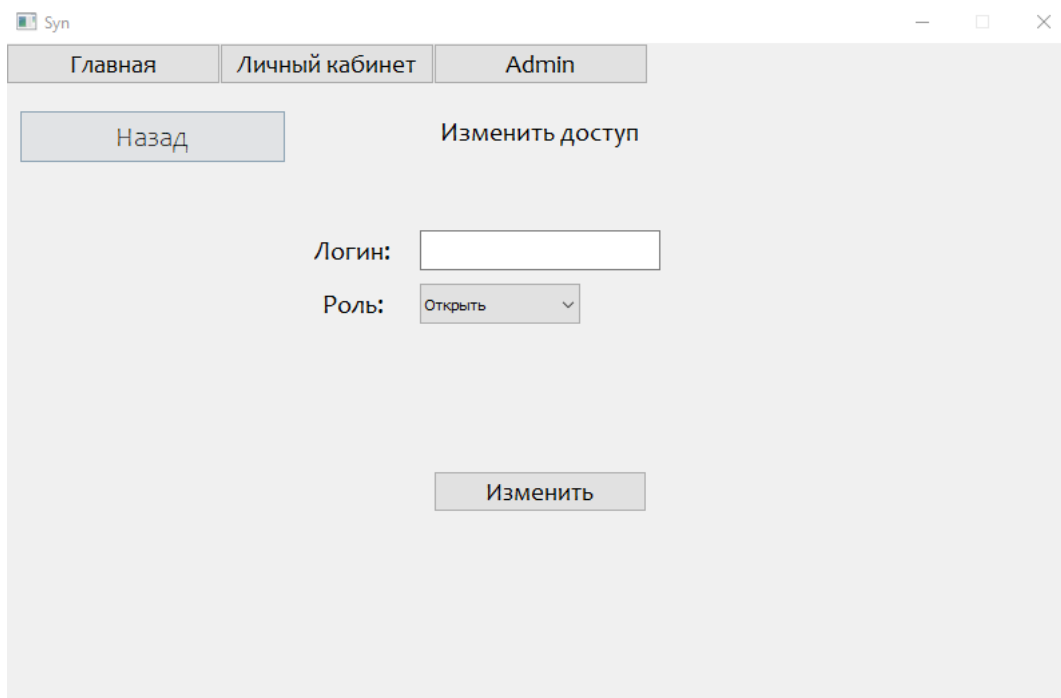 Syn
Главная Личный кабинет Admin
Назад
Изменить доступ
Логин:
Роль: Открыть
Изменить